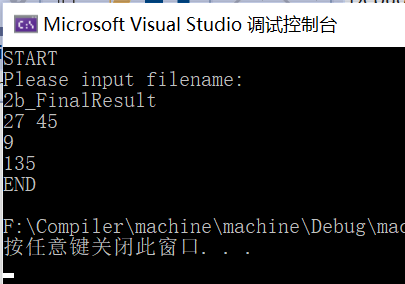 Microsoft Visual Studio 调试控制台
START
Please input filename:
2b_FinalResult
27 45
9
135
END
F:\Compiler\machine\machine\Debug\mac
按任意键关闭此窗口. . .